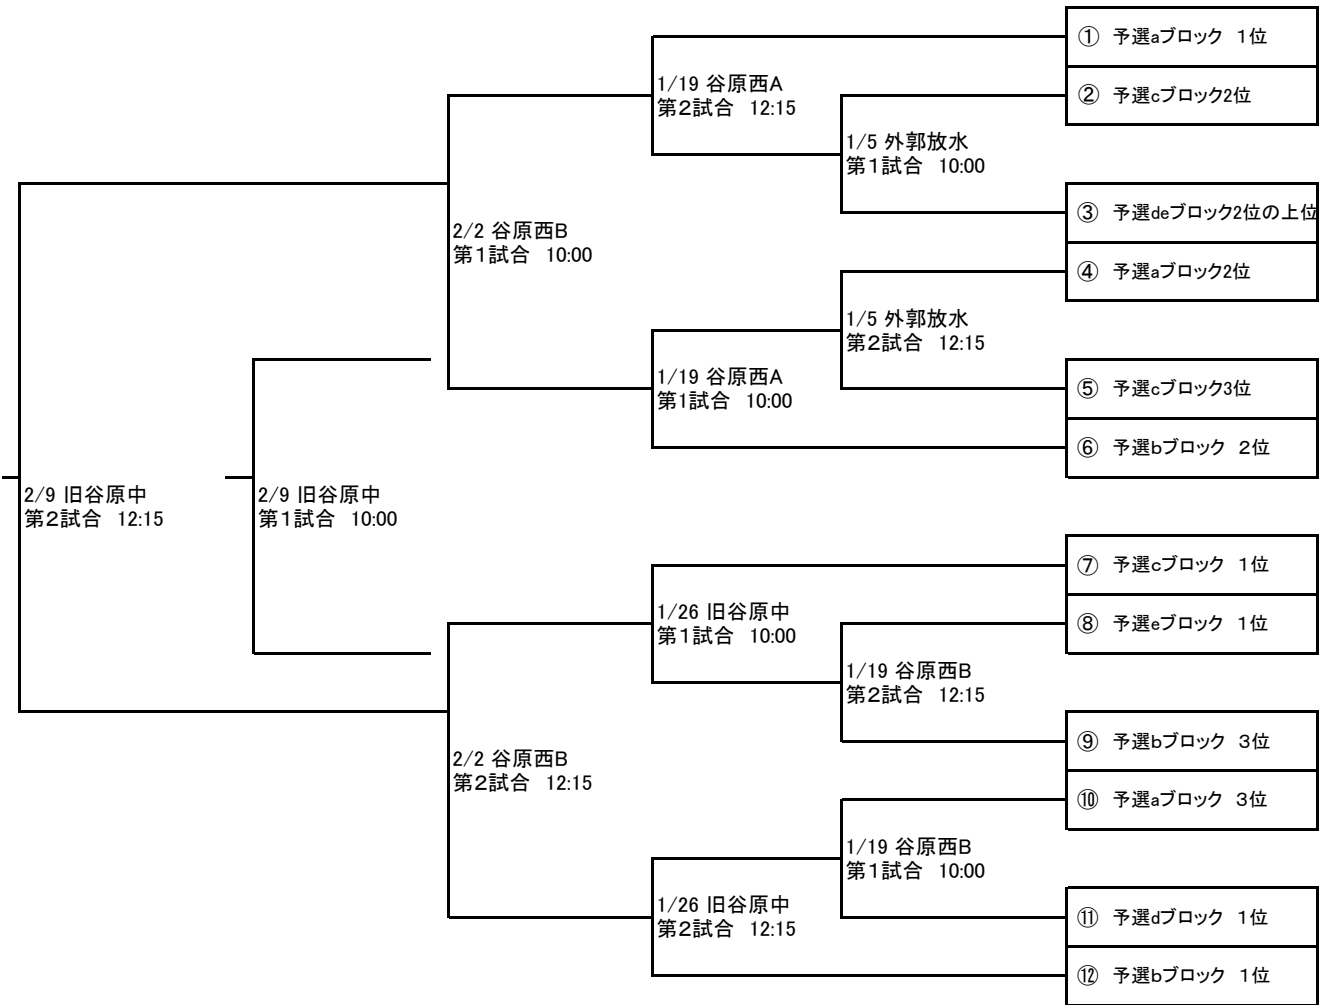 ① 予選aブロック 1位
1/19 谷原西A
第2試合 12:15
② 予選cブロック2位
1/5 外郭放水
第1試合 10:00
③ 予選deブロック2位の上位
2/2 谷原西B
第1試合 10:00
④ 予選aブロック2位
1/5 外郭放水
第2試合 12:15
1/19 谷原西A
第1試合 10:00
⑤ 予選cブロック3位
⑥ 予選bブロック 2位
2/9 旧谷原中
第2試合 12:15
2/9 旧谷原中
第1試合 10:00
⑦ 予選cブロック 1位
1/26 旧谷原中
第1試合 10:00
⑧ 予選eブロック 1位
1/19 谷原西B
第2試合 12:15
⑨ 予選bブロック 3位
2/2 谷原西B
第2試合 12:15
⑩ 予選aブロック 3位
1/19 谷原西B
第1試合 10:00
1/26 旧谷原中
第2試合 12:15
⑪ 予選dブロック 1位
⑫ 予選bブロック 1位